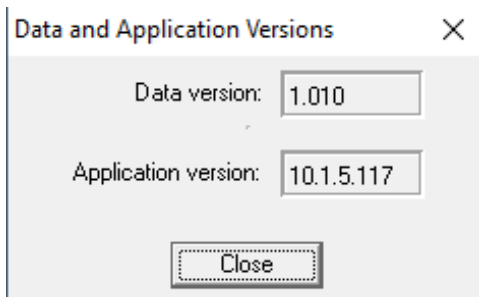 Data and Application Versions
Data version: 1.010
Application version: 10.1.5.117
Close